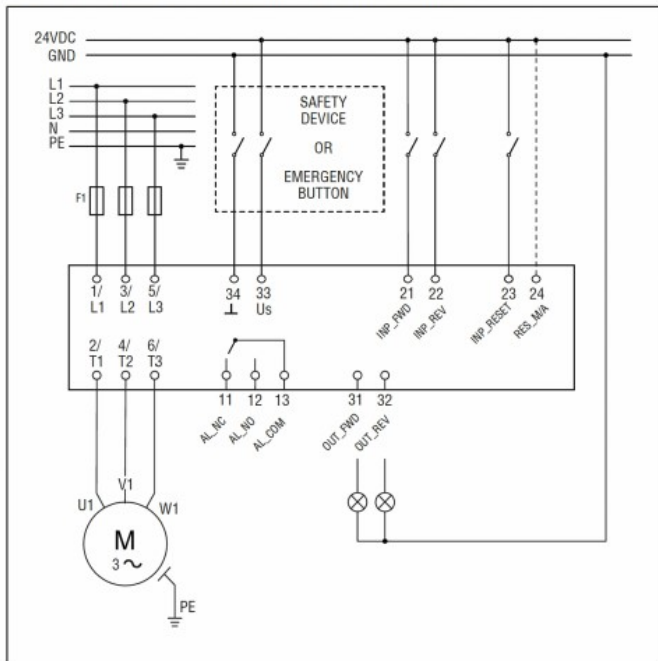 24VDC
GND
L1
L2
L3
N
PE
SAFETY
DEVICE
OR
EMERGENCY
BUTTON
F1
1/
L1
3/
L2
5/
L3
34
⊥
33
Us
21
INP_FWD
22
INP_REV
23
INP_RESET
24
RES_M/A
2/
T1
4/
T2
6/
T3
11
AL_NC
12
AL_NO
13
AL_COM
31
OUT_FWD
32
OUT_REV
U1
V1
W1
M
3 ~
PE